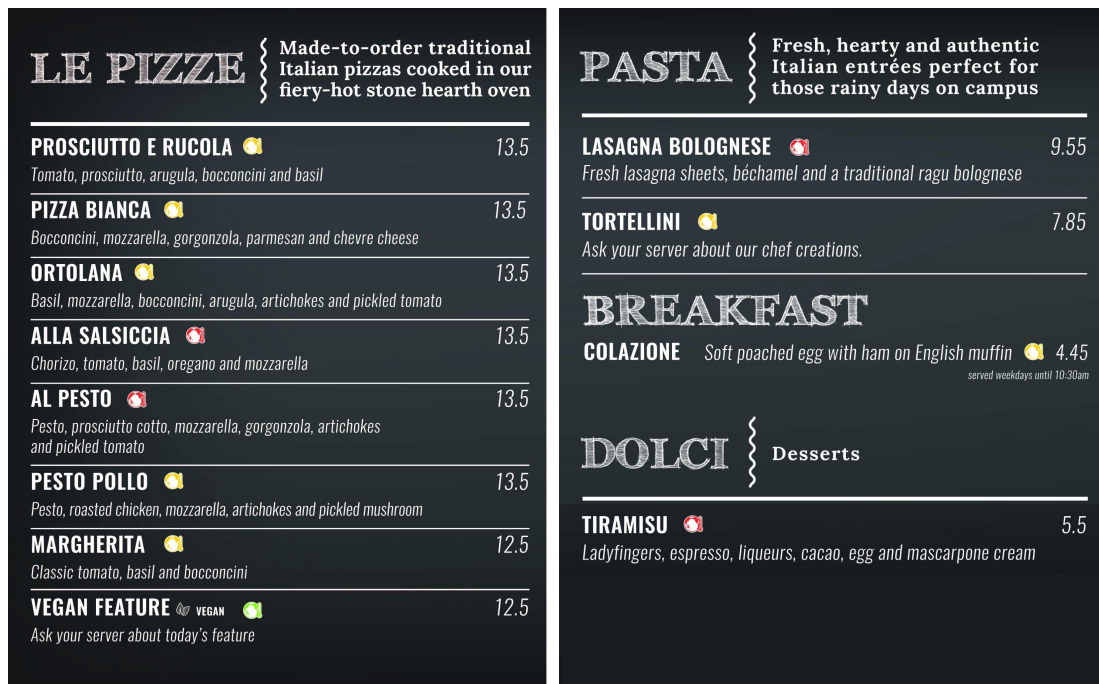 LE PIZZE
Made-to-order traditional
Italian pizzas cooked in our
fiery-hot stone hearth oven
PROSCIUTTO E RUCOLA 13.5
Tomato, prosciutto, arugula, bocconcini and basil
PIZZA BIANCA 13.5
Bocconcini, mozzarella, gorgonzola, parmesan and chevre cheese
ORTOLANA 13.5
Basil, mozzarella, bocconcini, arugula, artichokes and pickled tomato
ALLA SALSICCIA 13.5
Chorizo, tomato, basil, oregano and mozzarella
AL PESTO 13.5
Pesto, prosciutto cotto, mozzarella, gorgonzola, artichokes
and pickled tomato
PESTO POLLO 13.5
Pesto, roasted chicken, mozzarella, artichokes and pickled mushroom
MARGHERITA 12.5
Classic tomato, basil and bocconcini
VEGAN FEATURE VEGAN 12.5
Ask your server about today's feature
PASTA
Fresh, hearty and authentic
Italian entrées perfect for
those rainy days on campus
LASAGNA BOLOGNESE 9.55
Fresh lasagna sheets, béchamel and a traditional ragu bolognese
TORTELLINI 7.85
Ask your server about our chef creations.
BREAKFAST
COLAZIONE Soft poached egg with ham on English muffin 4.45
served weekdays until 10:30am
DOLCI
Desserts
TIRAMISU 5.5
Ladyfingers, espresso, liqueurs, cacao, egg and mascarpone cream